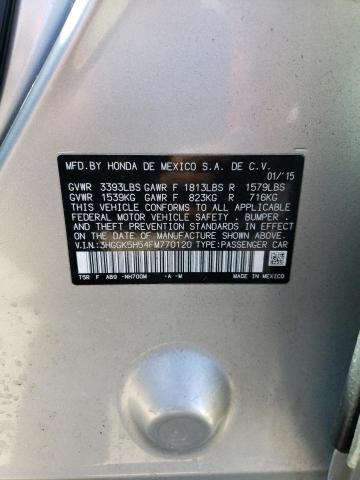 MFD.BY HONDA DE MEXICO S.A. DE C.V.
01/'15
GVWR 3393LBS GAWR F 1813LBS R 1579LBS
GVWR 1539KG GAWR F 823KG R 716KG
THIS VEHICLE CONFORMS TO ALL APPLICABLE
FEDERAL MOTOR VEHICLE SAFETY , BUMPER ,
AND THEFT PREVENTION STANDARDS IN EFFECT
ON THE DATE OF MANUFACTURE SHOWN ABOVE .
V.I.N.:3HGGK5H54FM770120 TYPE:PASSENGER CAR
T5R F AB9 -NH700M -A -M MADE IN MEXICO